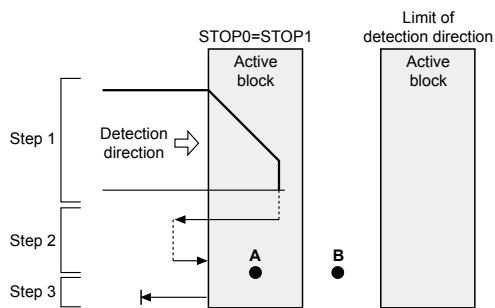 STOP0=STOP1
Limit of
detection direction
Active
block
Active
block
Step 1
Detection
direction
Step 2
A
B
Step 3